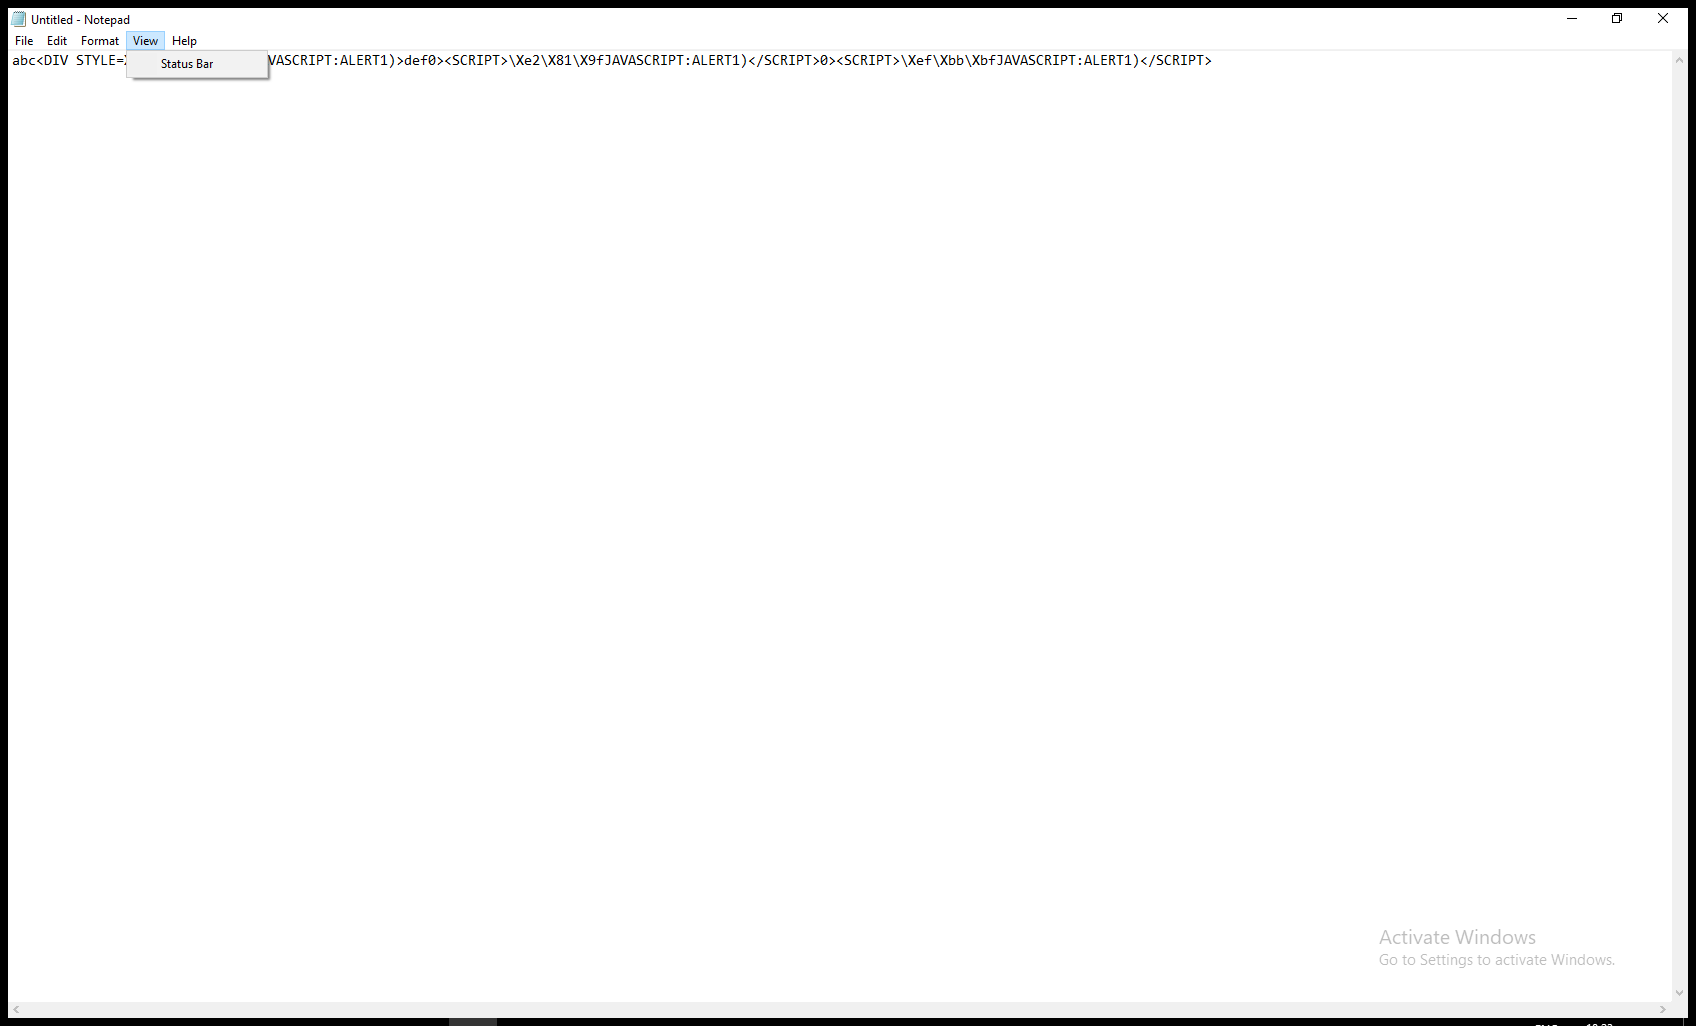 Untitled - Notepad
File Edit Format View Help
abc<DIV STYLE= VASCRIPT:ALERT1)>def0><SCRIPT>\Xe2\X81\X9fJAVASCRIPT:ALERT1)</SCRIPT>0><SCRIPT>\Xef\Xbb\XbfJAVASCRIPT:ALERT1)</SCRIPT>
Status Bar
Activate Windows
Go to Settings to activate Windows.